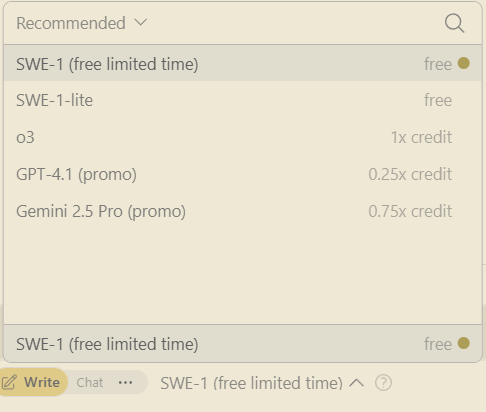 Recommended
SWE-1 (free limited time) free
SWE-1-lite free
o3 1x credit
GPT-4.1 (promo) 0.25x credit
Gemini 2.5 Pro (promo) 0.75x credit
SWE-1 (free limited time) free
Write Chat ••• SWE-1 (free limited time) ?